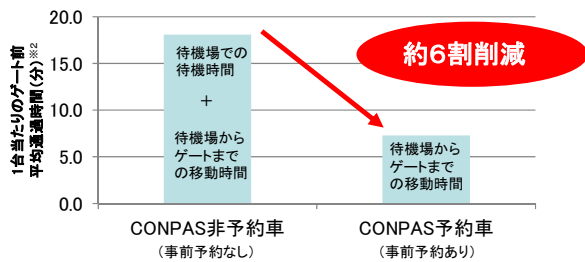 1台当たりのゲート前
平均通過時間(分)※2
20.0
15.0
10.0
5.0
0.0
待機場での
待機時間
+
待機場から
ゲートまで
の移動時間
約6割削減
待機場から
ゲートまで
の移動時間
CONPAS非予約車
(事前予約なし)
CONPAS予約車
(事前予約あり)